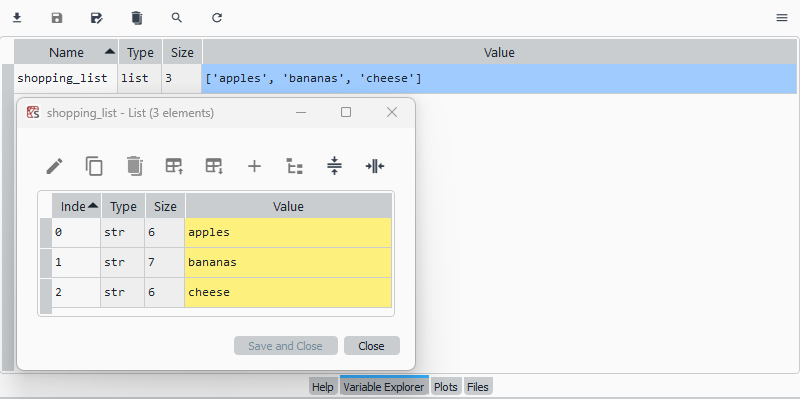 Name Type Size Value
shopping_list list 3 ['apples', 'bananas', 'cheese']
shopping_list - List (3 elements)
Inde Type Size Value
0 str 6 apples
1 str 7 bananas
2 str 6 cheese
Save and Close Close
Help Variable Explorer Plots Files